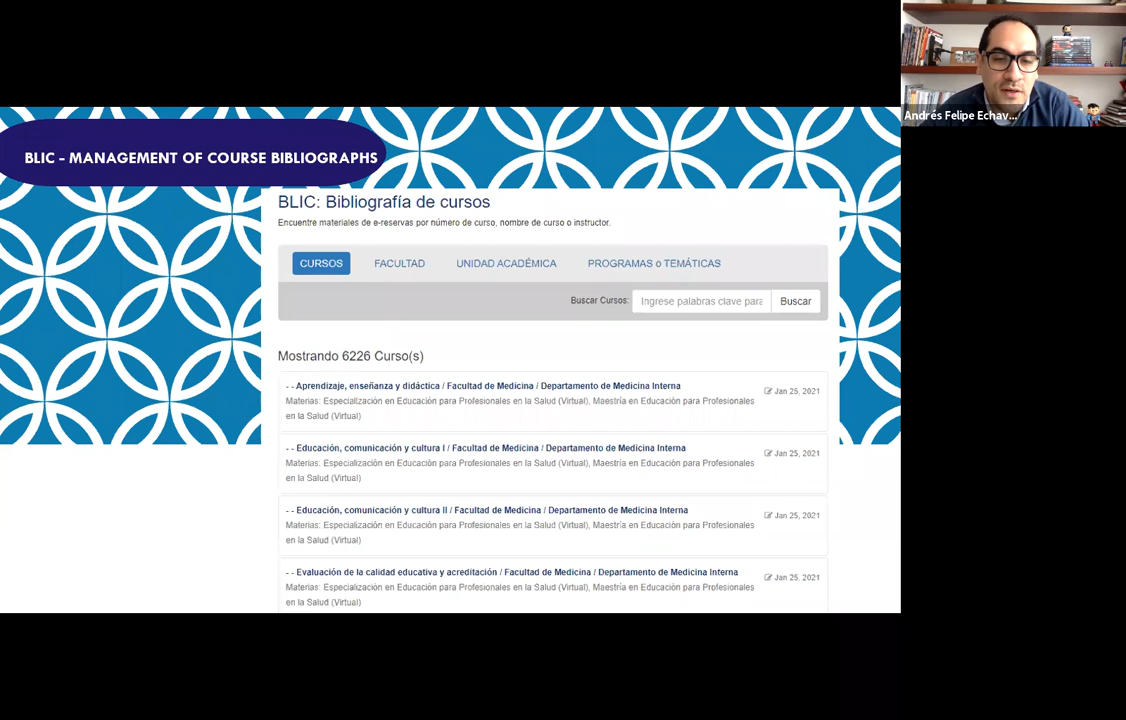 Andrés Felipe Echav...
BLIC - MANAGEMENT OF COURSE BIBLIOGRAPHS
BLIC: Bibliografía de cursos
Encuentre materiales de e-reservas por número de curso, nombre de curso o instructor.
CURSOS FACULTAD UNIDAD ACADÉMICA PROGRAMAS o TEMÁTICAS
Buscar Cursos: Ingrese palabras clave para Buscar
Mostrando 6226 Curso(s)
- - Aprendizaje, enseñanza y didáctica / Facultad de Medicina / Departamento de Medicina Interna
Jan 25, 2021
Materias: Especialización en Educación para Profesionales en la Salud (Virtual), Maestría en Educación para Profesionales
en la Salud (Virtual)
- - Educación, comunicación y cultura I / Facultad de Medicina / Departamento de Medicina Interna
Jan 25, 2021
Materias: Especialización en Educación para Profesionales en la Salud (Virtual), Maestría en Educación para Profesionales
en la Salud (Virtual)
- - Educación, comunicación y cultura II / Facultad de Medicina / Departamento de Medicina Interna
Jan 25, 2021
Materias: Especialización en Educación para Profesionales en la Salud (Virtual), Maestría en Educación para Profesionales
en la Salud (Virtual)
- - Evaluación de la calidad educativa y acreditación / Facultad de Medicina / Departamento de Medicina Interna
Jan 25, 2021
Materias: Especialización en Educación para Profesionales en la Salud (Virtual), Maestría en Educación para Profesionales
en la Salud (Virtual)